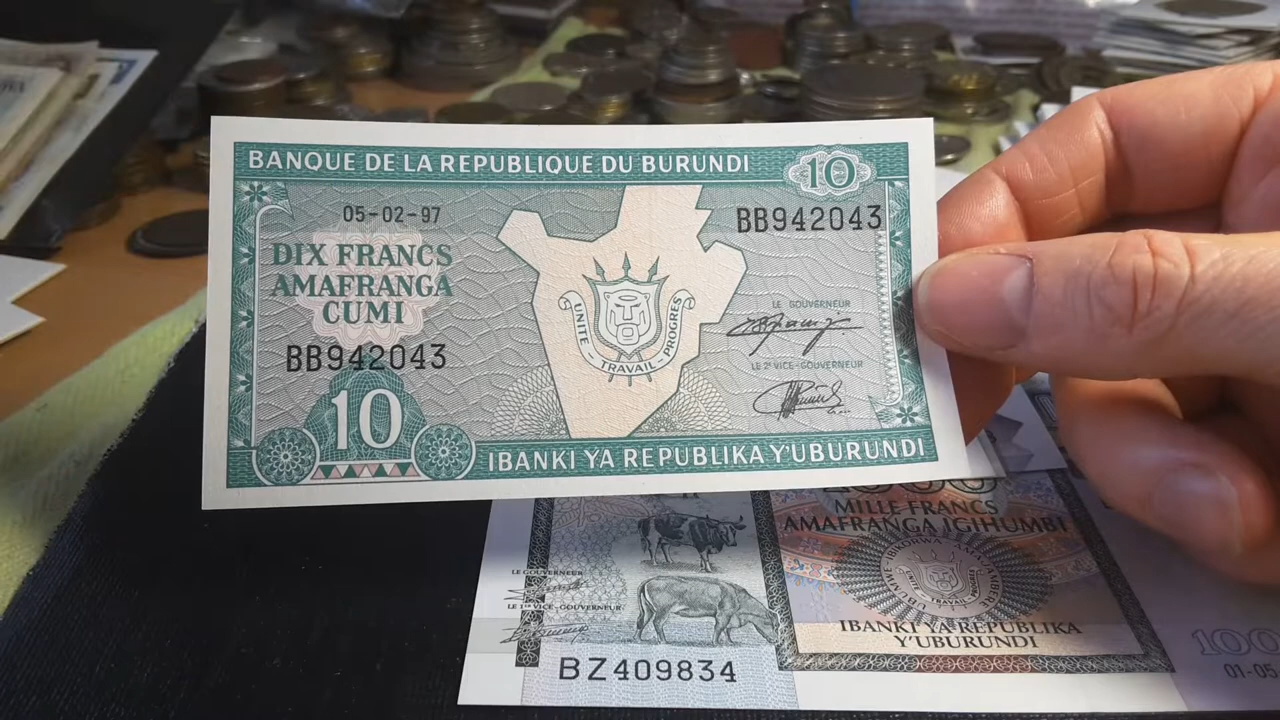 BANQUE DE LA REPUBLIQUE DU BURUNDI
10
05-02-97
BB942043
DIX FRANCS
AMAFRANGA
CUMI
BB942043
10
UNITE - TRAVAIL - PROGRES
LE GOUVERNEUR
LE 2e VICE-GOUVERNEUR
IBANKI YA REPUBLIKA Y'UBURUNDI
MILLE FRANCS
AMAFRANGA IGIHUMBI
LE GOUVERNEUR
LE 1ER VICE-GOUVERNEUR
TRAVAIL
IBANKI YA REPUBLIKA
Y'UBURUNDI
BZ409834
100
01-05